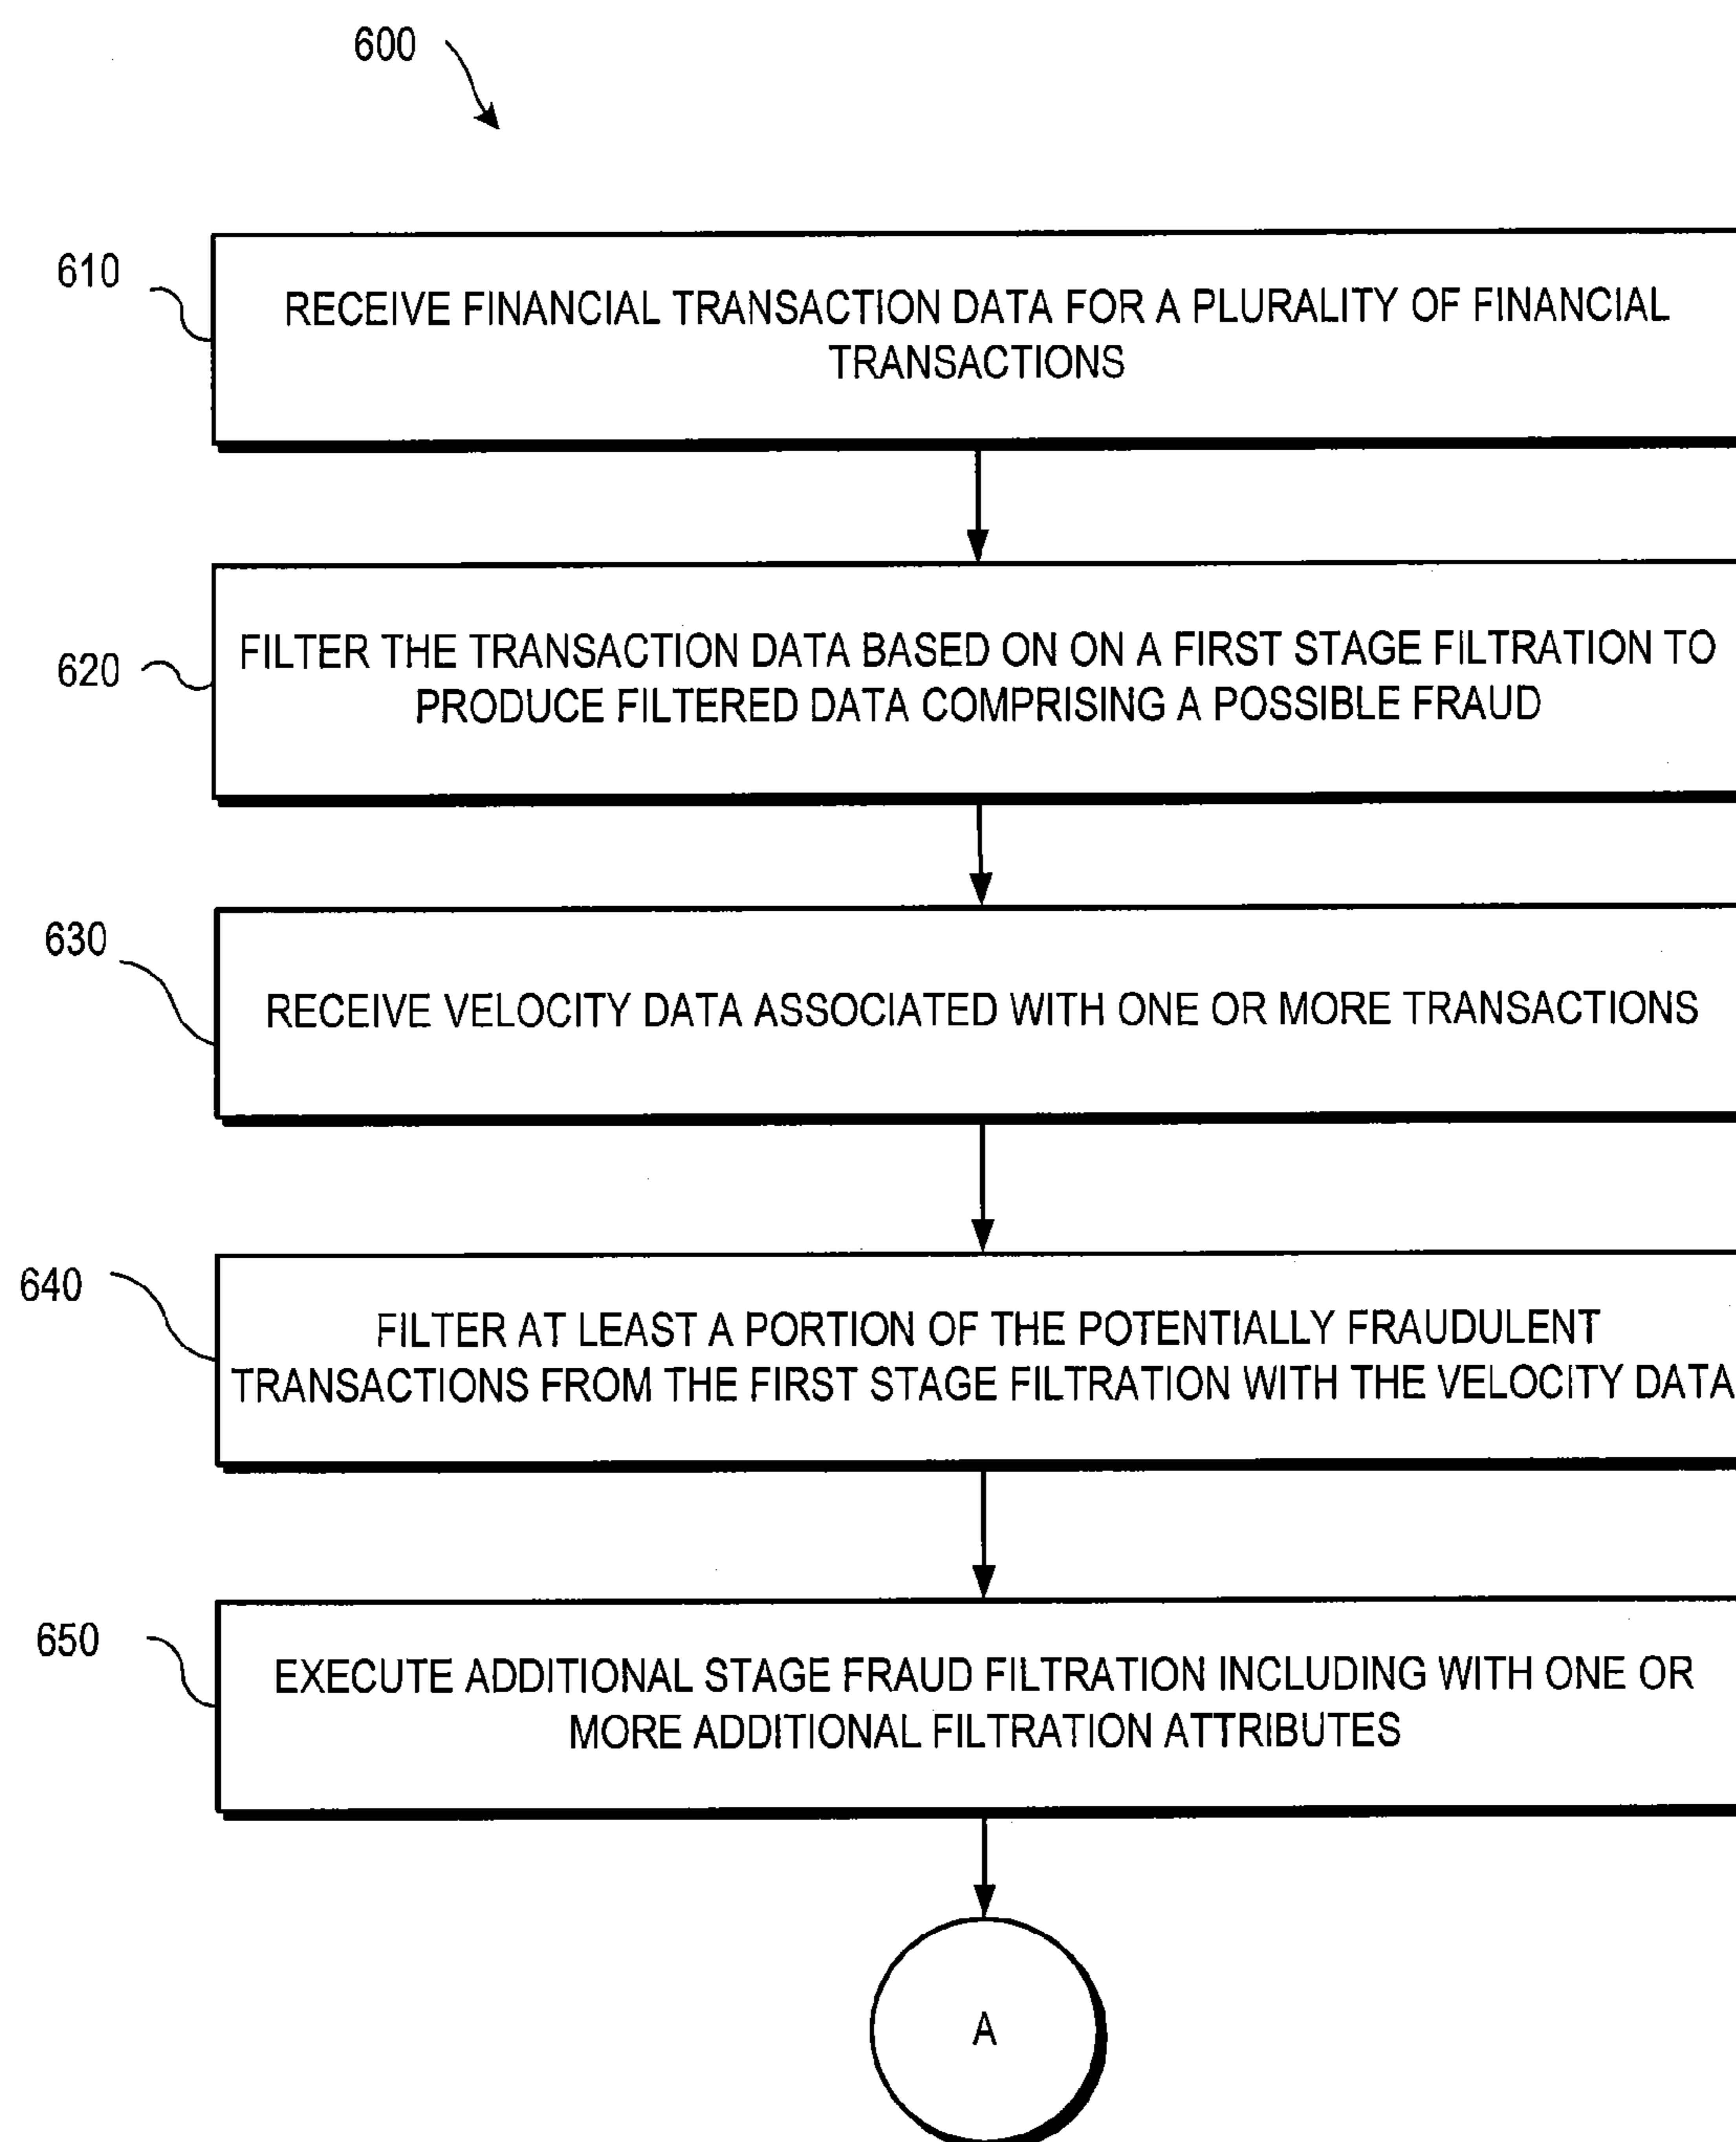 600
610
RECEIVE FINANCIAL TRANSACTION DATA FOR A PLURALITY OF FINANCIAL
TRANSACTIONS
620
FILTER THE TRANSACTION DATA BASED ON ON A FIRST STAGE FILTRATION TO
PRODUCE FILTERED DATA COMPRISING A POSSIBLE FRAUD
630
RECEIVE VELOCITY DATA ASSOCIATED WITH ONE OR MORE TRANSACTIONS
640
FILTER AT LEAST A PORTION OF THE POTENTIALLY FRAUDULENT
TRANSACTIONS FROM THE FIRST STAGE FILTRATION WITH THE VELOCITY DATA
650
EXECUTE ADDITIONAL STAGE FRAUD FILTRATION INCLUDING WITH ONE OR
MORE ADDITIONAL FILTRATION ATTRIBUTES
A